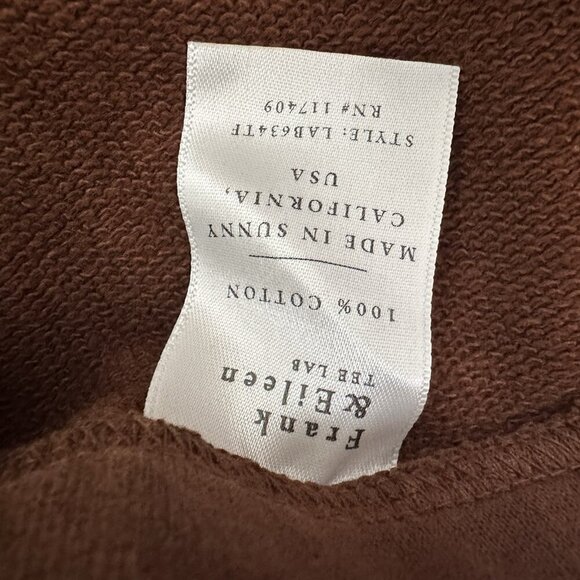 Frank
& Eileen
TEE LAB
100% COTTON
MADE IN SUNNY
CALIFORNIA,
USA
STYLE: LAB634TF
RN# 117409